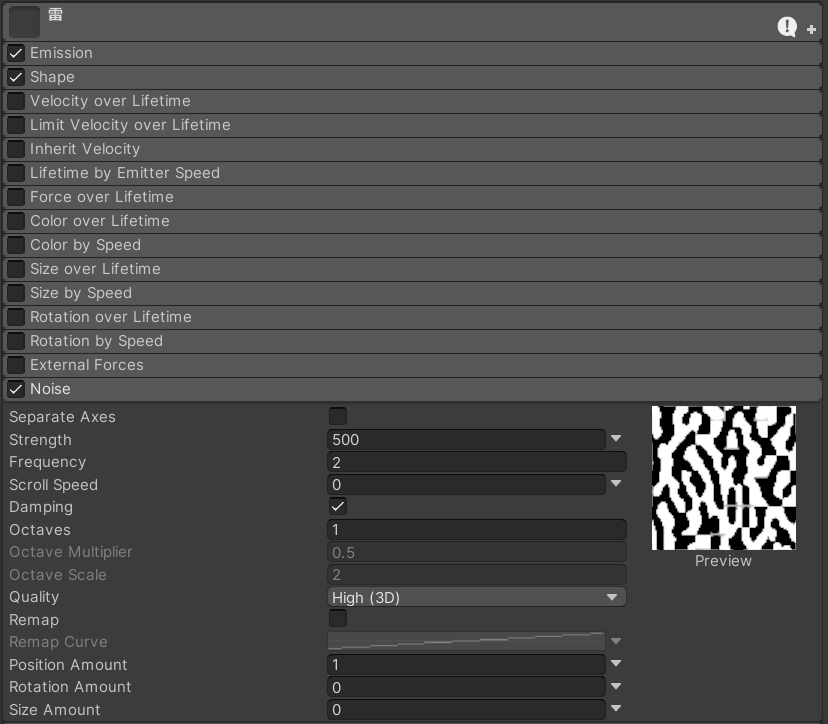 雷
Emission
Shape
Velocity over Lifetime
Limit Velocity over Lifetime
Inherit Velocity
Lifetime by Emitter Speed
Force over Lifetime
Color over Lifetime
Color by Speed
Size over Lifetime
Size by Speed
Rotation over Lifetime
Rotation by Speed
External Forces
Noise
Separate Axes
Strength 500
Frequency 2
Scroll Speed 0
Damping
Octaves 1
Octave Multiplier 0.5
Preview
Octave Scale 2
Quality High (3D)
Remap
Remap Curve
Position Amount 1
Rotation Amount 0
Size Amount 0